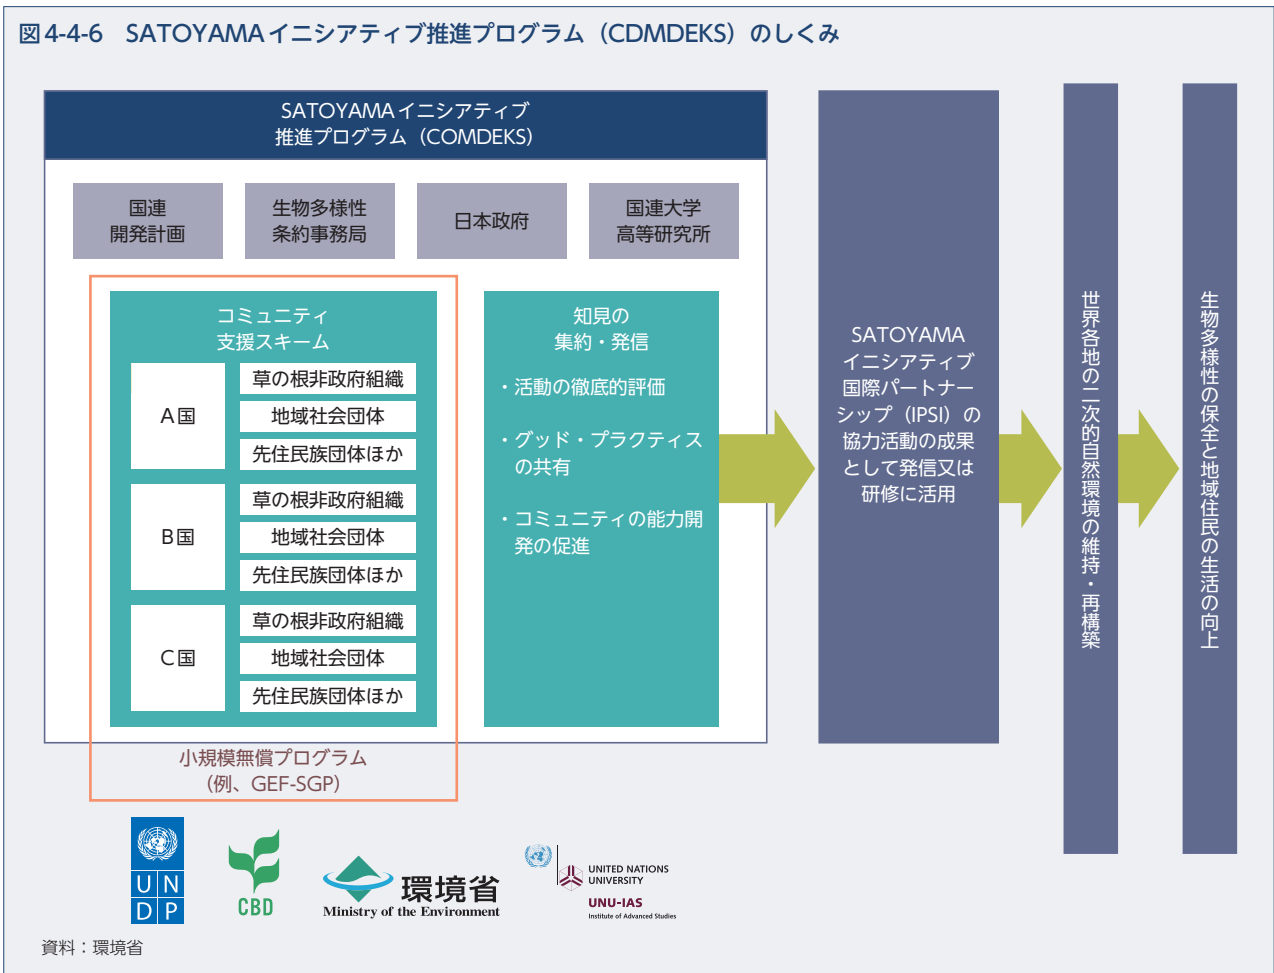 図4-4-6 SATOYAMAイニシアティブ推進プログラム（CDMDEKS）のしくみ
SATOYAMAイニシアティブ
推進プログラム（COMDEKS）
国連
開発計画
生物多様性
条約事務局
日本政府
国連大学
高等研究所
コミュニティ
支援スキーム
A国
草の根非政府組織
地域社会団体
先住民族団体ほか
B国
草の根非政府組織
地域社会団体
先住民族団体ほか
C国
草の根非政府組織
地域社会団体
先住民族団体ほか
小規模無償プログラム
（例、GEF-SGP）
知見の
集約・発信
・活動の徹底的評価
・グッド・プラクティス
の共有
・コミュニティの能力開
発の促進
SATOYAMA
イニシアティブ
国際パートナー
シップ（IPSI）の
協力活動の成果
として発信又は
研修に活用
世界各地の二次的自然環境の維持・再構築
生物多様性の保全と地域住民の生活の向上
U N
D P
CBD
環境省
Ministry of the Environment
UNITED NATIONS
UNIVERSITY
UNU-IAS
Institute of Advanced Studies
資料：環境省